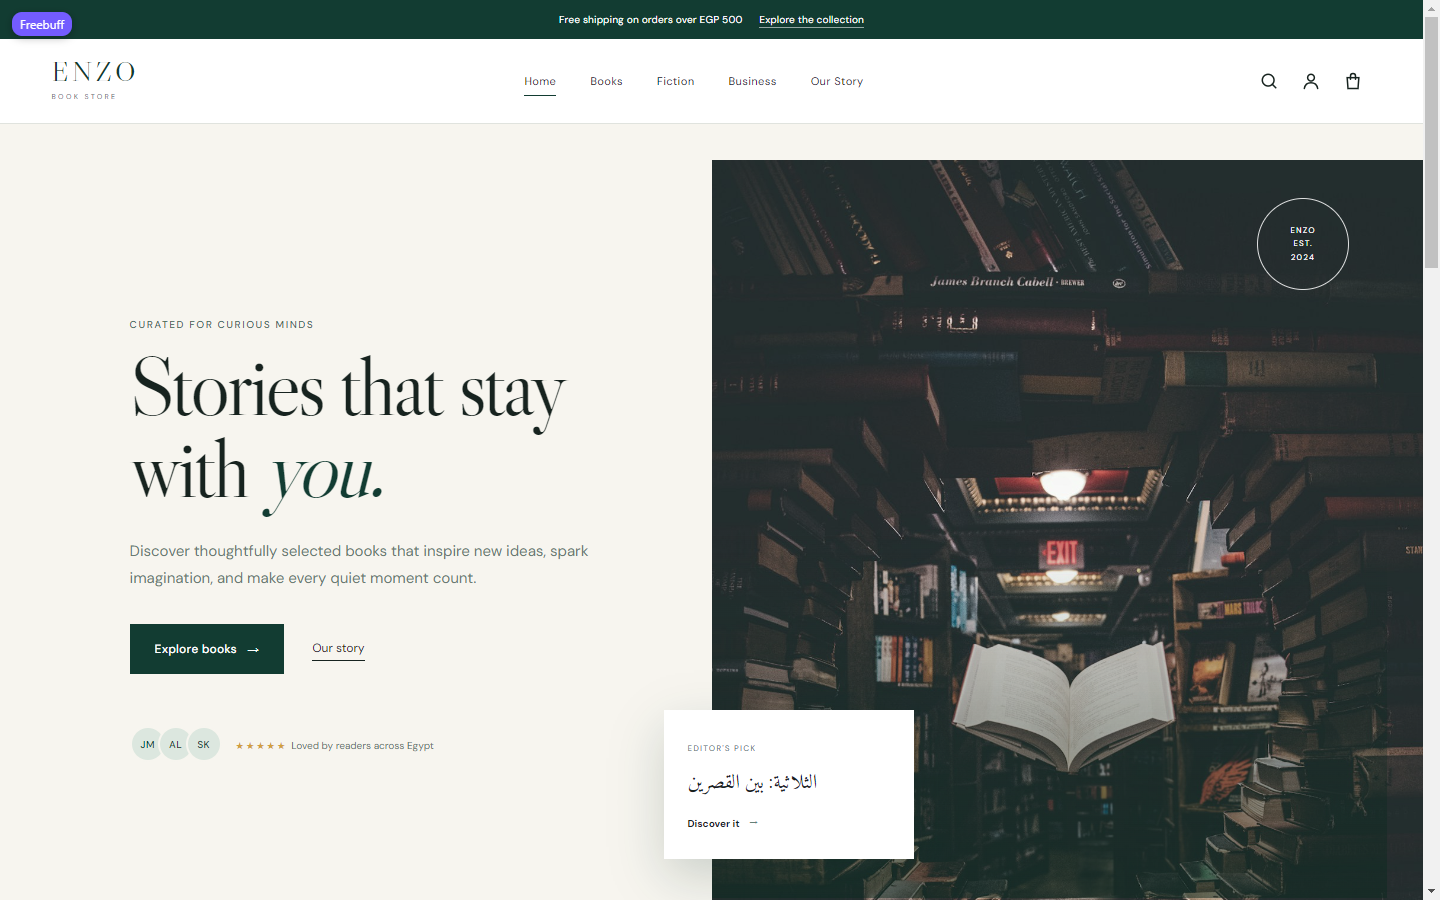 Freebuff
Free shipping on orders over EGP 500 Explore the collection
ENZO
BOOK STORE
Home Books Fiction Business Our Story
ENZO
EST.
2024
James Branch Cabell · BREWER
CURATED FOR CURIOUS MINDS
Stories that stay
with you.
Discover thoughtfully selected books that inspire new ideas, spark
imagination, and make every quiet moment count.
EXIT
Explore books →
Our story
JM AL SK ★★★★★ Loved by readers across Egypt
EDITOR'S PICK
الثلاثية: بين القصرين
Discover it →